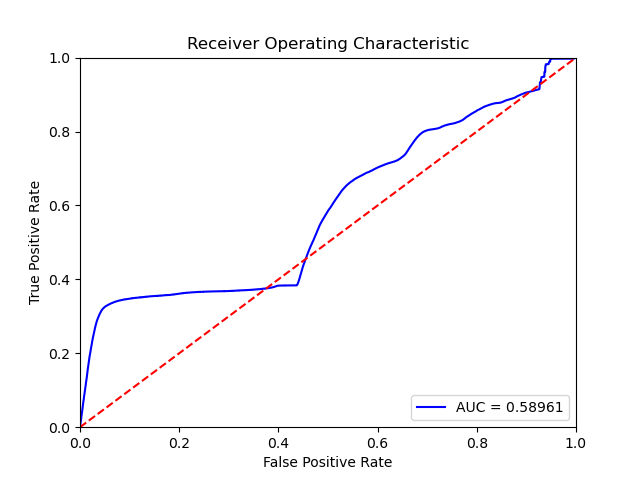 Receiver Operating Characteristic
True Positive Rate
1.0
0.8
0.6
0.4
0.2
0.0
AUC = 0.58961
0.0 0.2 0.4 0.6 0.8 1.0
False Positive Rate